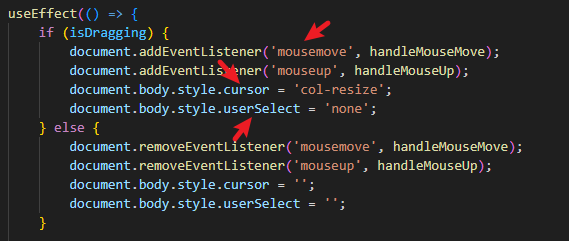 useEffect(() => {
if (isDragging) {
document.addEventListener('mousemove', handleMouseMove);
document.addEventListener('mouseup', handleMouseUp);
document.body.style.cursor = 'col-resize';
document.body.style.userSelect = 'none';
} else {
document.removeEventListener('mousemove', handleMouseMove);
document.removeEventListener('mouseup', handleMouseUp);
document.body.style.cursor = '';
document.body.style.userSelect = '';
}